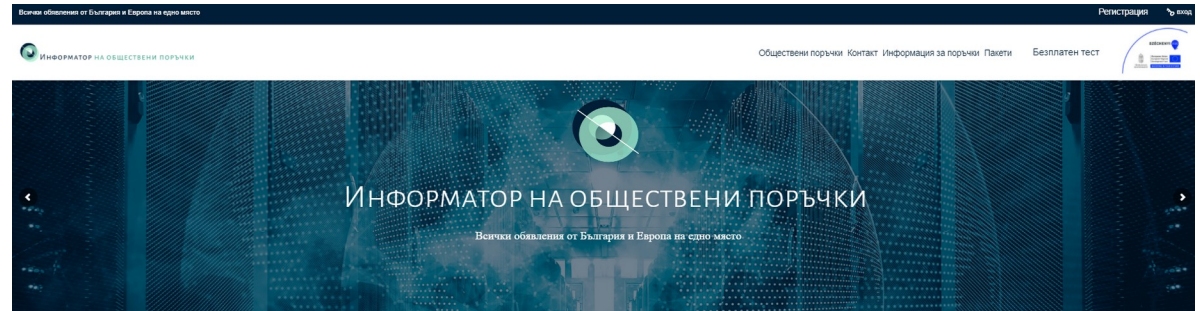 Всички обявления от България и Европа на едно място
Регистрация вход
Информатор на обществени поръчки
Обществени поръчки Контакт Информация за поръчки Пакети Безплатен тест
Информатор на обществени поръчки
Всички обявления от България и Европа на едно място